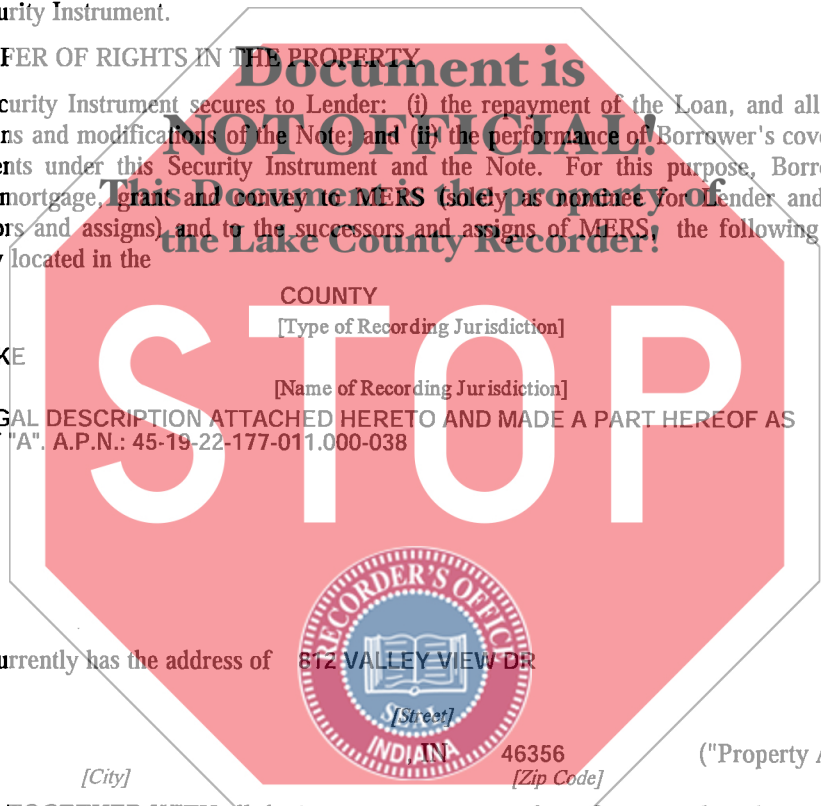 urity Instrument.
FER OF RIGHTS IN THE PROPERTY
Document is
curity Instrument secures to Lender: (i) the repayment of the Loan, and all
NOT OFFICIAL!
ns and modifications of the Note; and (ii) the performance of Borrower's cove
nts under this Security Instrument and the Note. For this purpose, Borro
This Document is the property of
mortgage, grant and convey to MERS (solely as nominee for Lender and
ors and assigns) and to the successors and assigns of MERS, the following
the Lake County Recorder!
y located in the
COUNTY
[Type of Recording Jurisdiction]
KE
[Name of Recording Jurisdiction]
GAL DESCRIPTION ATTACHED HERETO AND MADE A PART HEREOF AS
"A". A.P.N.: 45-19-22-177-011.000-038
STOP
RECORDER'S OFFICE
urrently has the address of 812 VALLEY VIEW DR
SEAL
[Street]
INDIANA
, IN 46356 ("Property A
[City] [Zip Code]
TOGETHER WITH